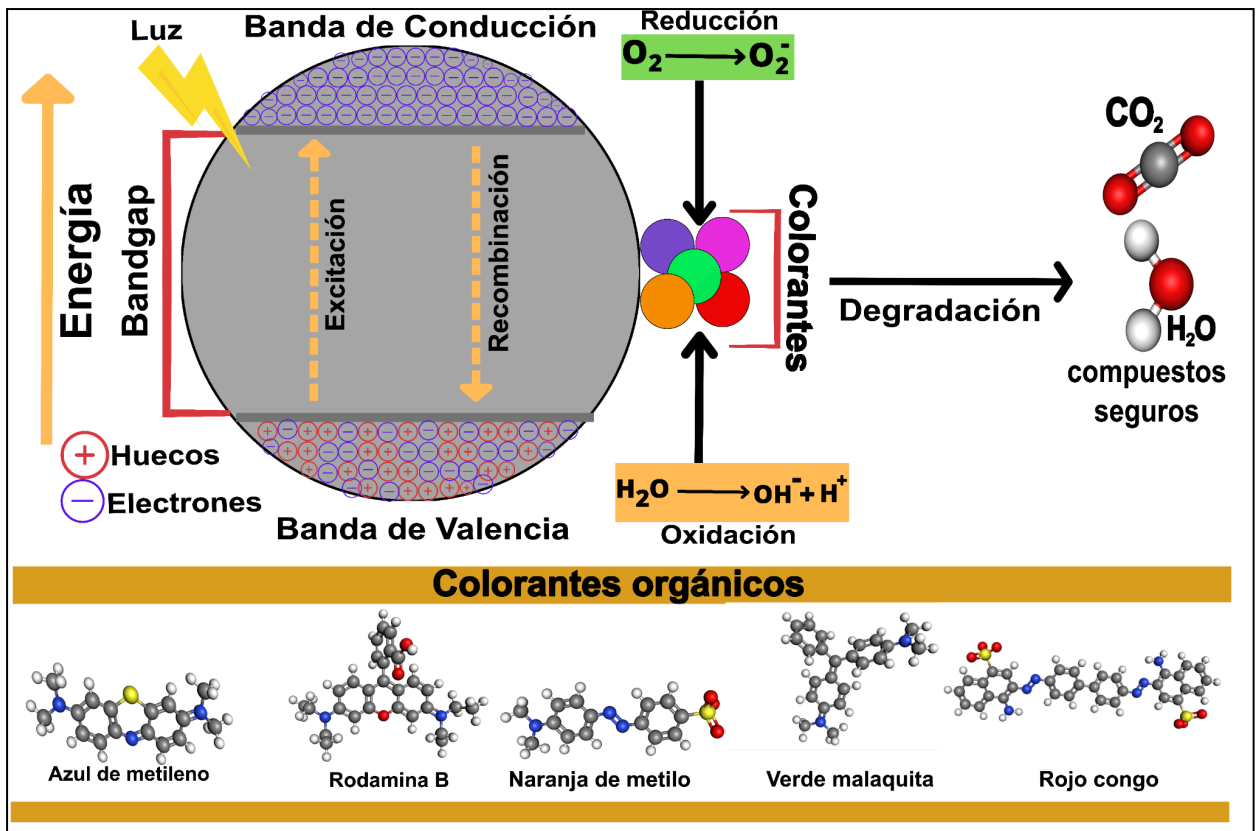 Luz
Banda de Conducción
Reducción
O₂ → O₂⁻
Energía
Bandgap
Excitación
Recombinación
Colorantes
Degradación
CO₂
H₂O
compuestos
seguros
+ Huecos
− Electrones
Banda de Valencia
H₂O → OH⁻ + H⁺
Oxidación
Colorantes orgánicos
Azul de metileno
Rodamina B
Naranja de metilo
Verde malaquita
Rojo congo